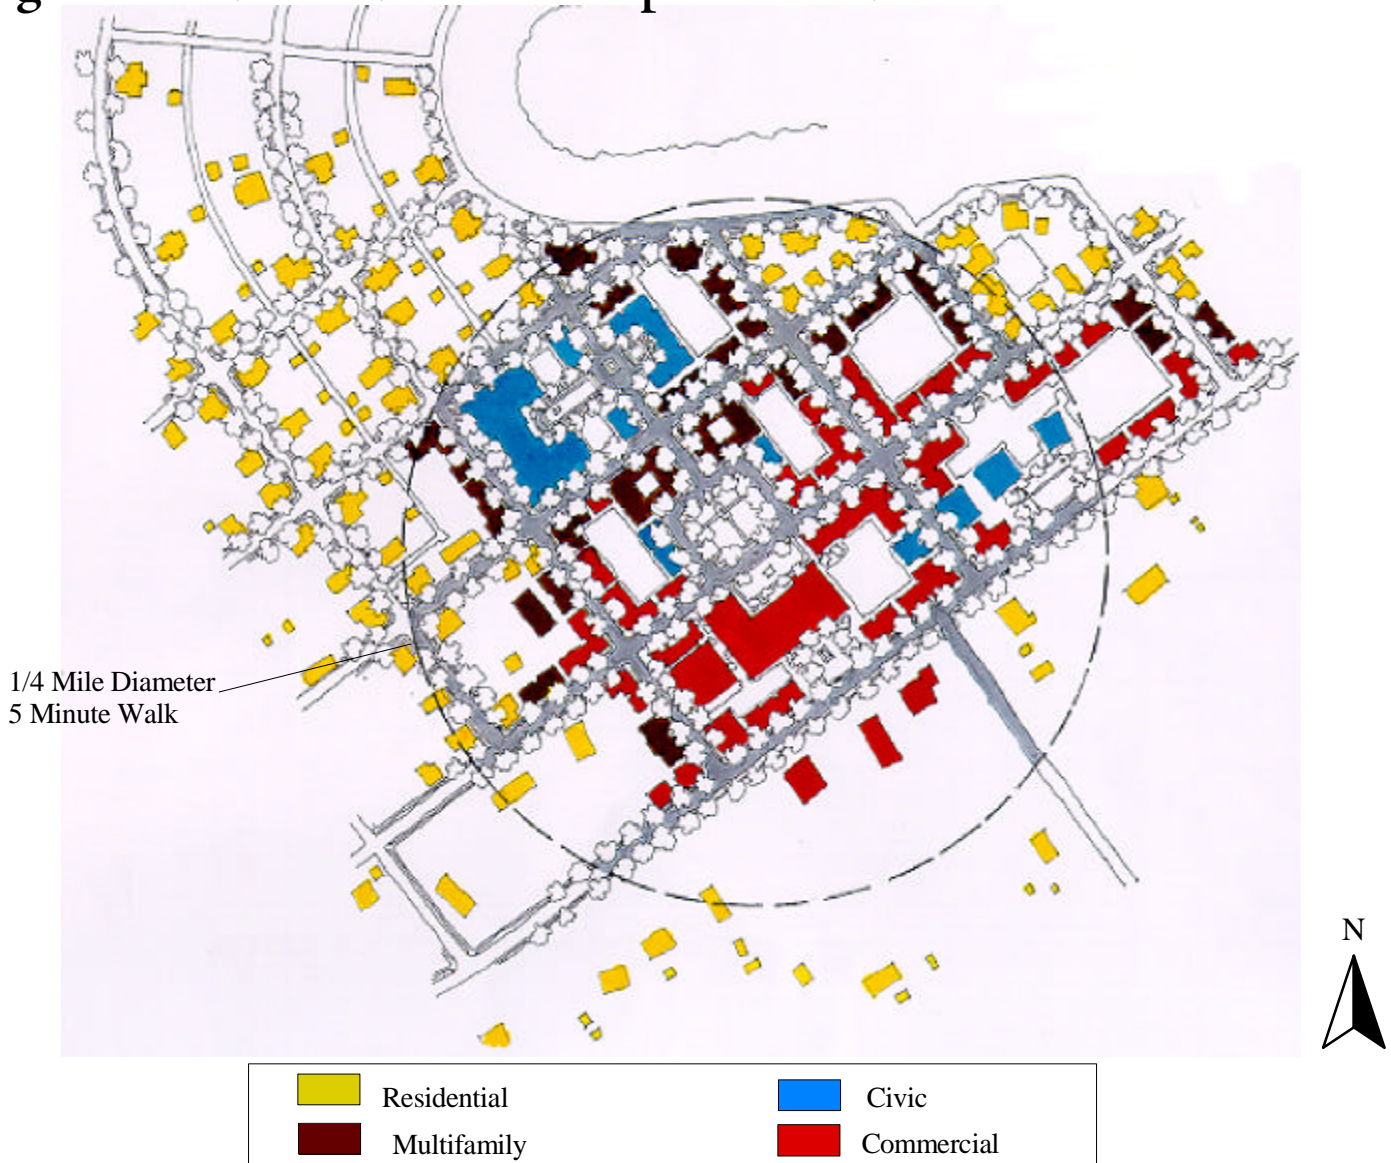 1/4 Mile Diameter
5 Minute Walk
N
Residential
Civic
Multifamily
Commercial